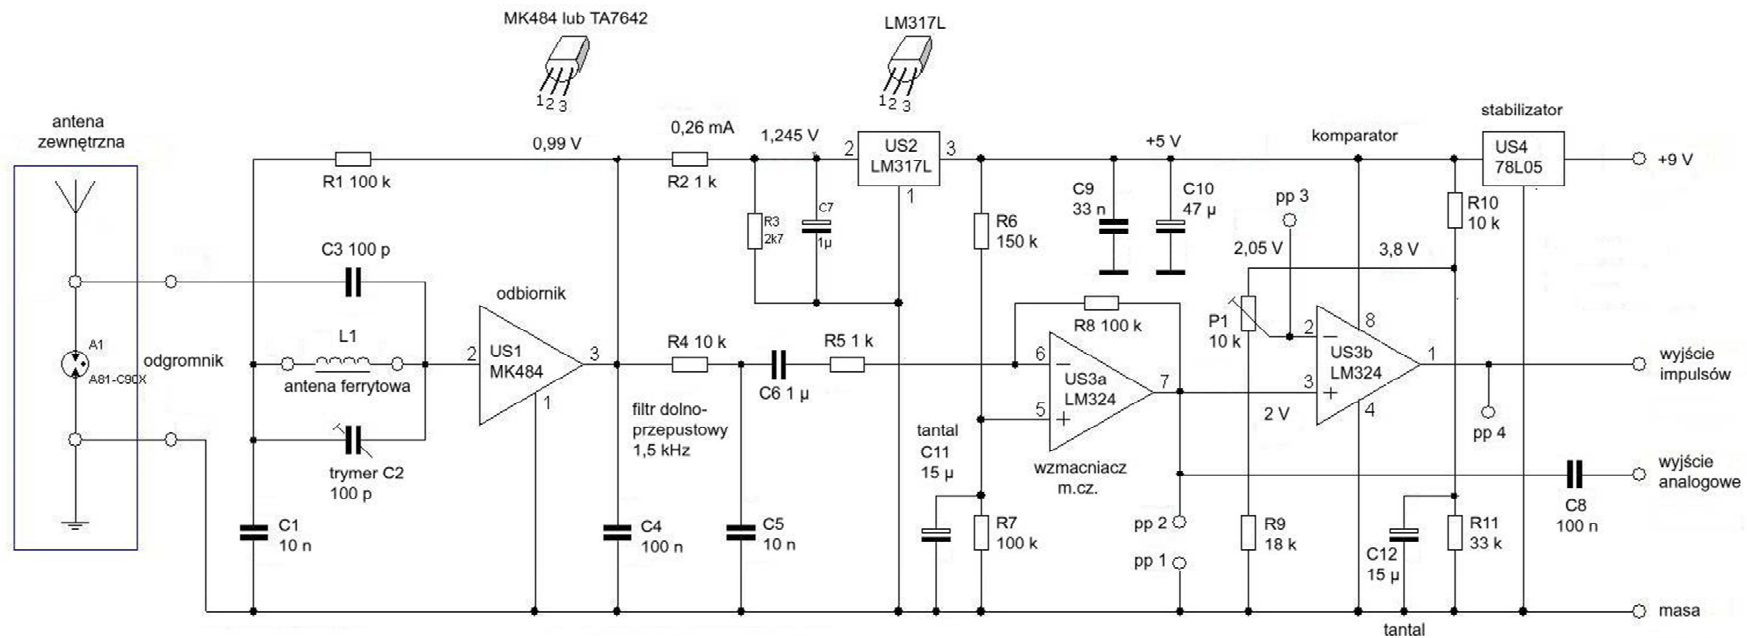 MK484 lub TA7642
LM317L
1 2 3
1 2 3
antena
zewnętrzna
0,99 V
0,26 mA
1,245 V
2
US2
LM317L
3
1
+5 V
komparator
stabilizator
US4
78L05
+9 V
R1 100 k
R2 1 k
R3
2k7
C7
1µ
R6
150 k
C9
33 n
C10
47 µ
pp 3
R10
10 k
2,05 V
3,8 V
C3 100 p
odbiornik
R8 100 k
P1
10 k
A1
A81-C90X
odgromnik
L1
antena ferrytowa
2
US1
MK484
3
1
R4 10 k
C6 1 µ
R5 1 k
6
5
US3a
LM324
7
2
3
8
US3b
LM324
1
4
2 V
wyjście
impulsów
pp 4
trymer C2
100 p
filtr dolno-
przepustowy
1,5 kHz
tantal
C11
15 µ
wzmacniacz
m.cz.
wyjście
analogowe
C8
100 n
C1
10 n
C4
100 n
C5
10 n
R7
100 k
pp 2
pp 1
R9
18 k
C12
15 µ
R11
33 k
masa
tantal